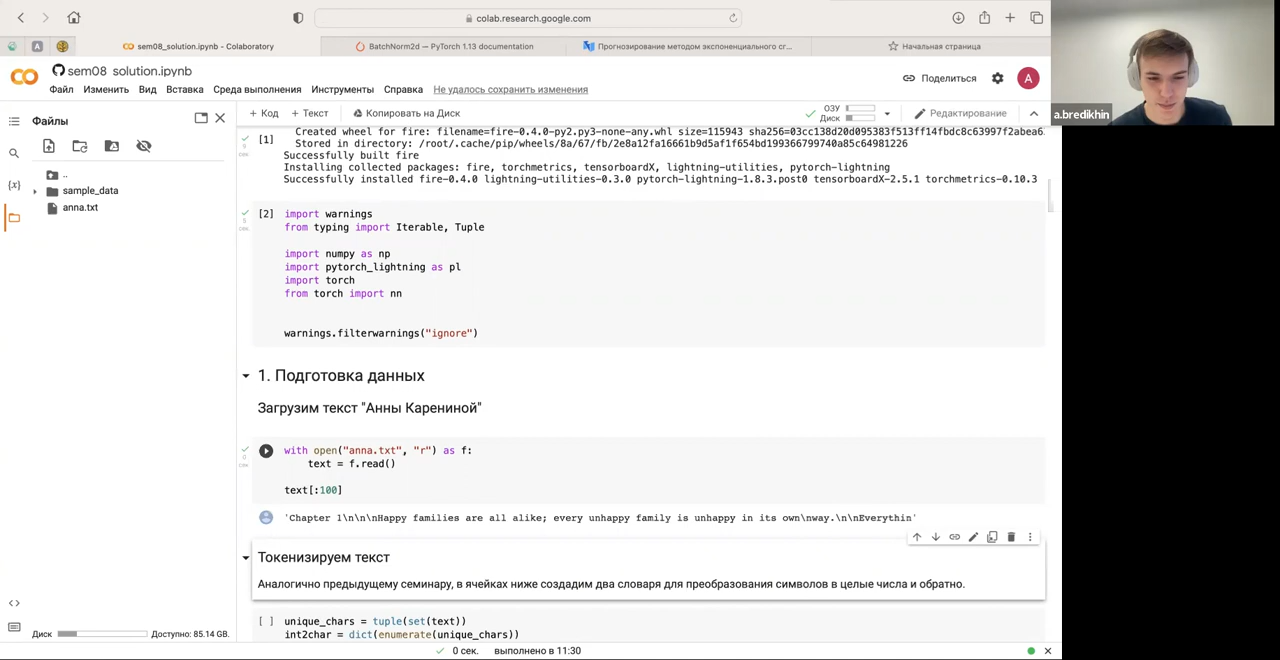 colab.research.google.com
A
sem08_solution.ipynb - Colaboratory
BatchNorm2d — PyTorch 1.13 documentation
Прогнозирование методом экспоненциального сг...
Начальная страница
sem08_solution.ipynb
Поделиться
A
Файл Изменить Вид Вставка Среда выполнения Инструменты Справка Не удалось сохранить изменения
Файлы
+ Код + Текст Копировать на Диск
ОЗУ
Диск
Редактирование
..
sample_data
anna.txt
{x}
[1]
9
сек.
Created wheel for fire: filename=fire-0.4.0-py2.py3-none-any.whl size=115943 sha256=03cc138d20d095383f513ff14fbdc8c63997f2abea6
Stored in directory: /root/.cache/pip/wheels/8a/67/fb/2e8a12fa16661b9d5af1f654bd199366799740a85c64981226
Successfully built fire
Installing collected packages: fire, torchmetrics, tensorboardX, lightning-utilities, pytorch-lightning
Successfully installed fire-0.4.0 lightning-utilities-0.3.0 pytorch-lightning-1.8.3.post0 tensorboardX-2.5.1 torchmetrics-0.10.3
[2]
5
сек.
import warnings
from typing import Iterable, Tuple
import numpy as np
import pytorch_lightning as pl
import torch
from torch import nn
warnings.filterwarnings("ignore")
1. Подготовка данных
Загрузим текст "Анны Карениной"
0
сек
with open("anna.txt", "r") as f:
text = f.read()
text[:100]
'Chapter 1\n\n\nHappy families are all alike; every unhappy family is unhappy in its own\nway.\n\nEverythin'
Токенизируем текст
Аналогично предыдущему семинару, в ячейках ниже создадим два словаря для преобразования символов в целые числа и обратно.
[ ]
unique_chars = tuple(set(text))
int2char = dict(enumerate(unique_chars))
Диск
Доступно: 85.14 GB.
0 сек. выполнено в 11:30
a.bredikhin